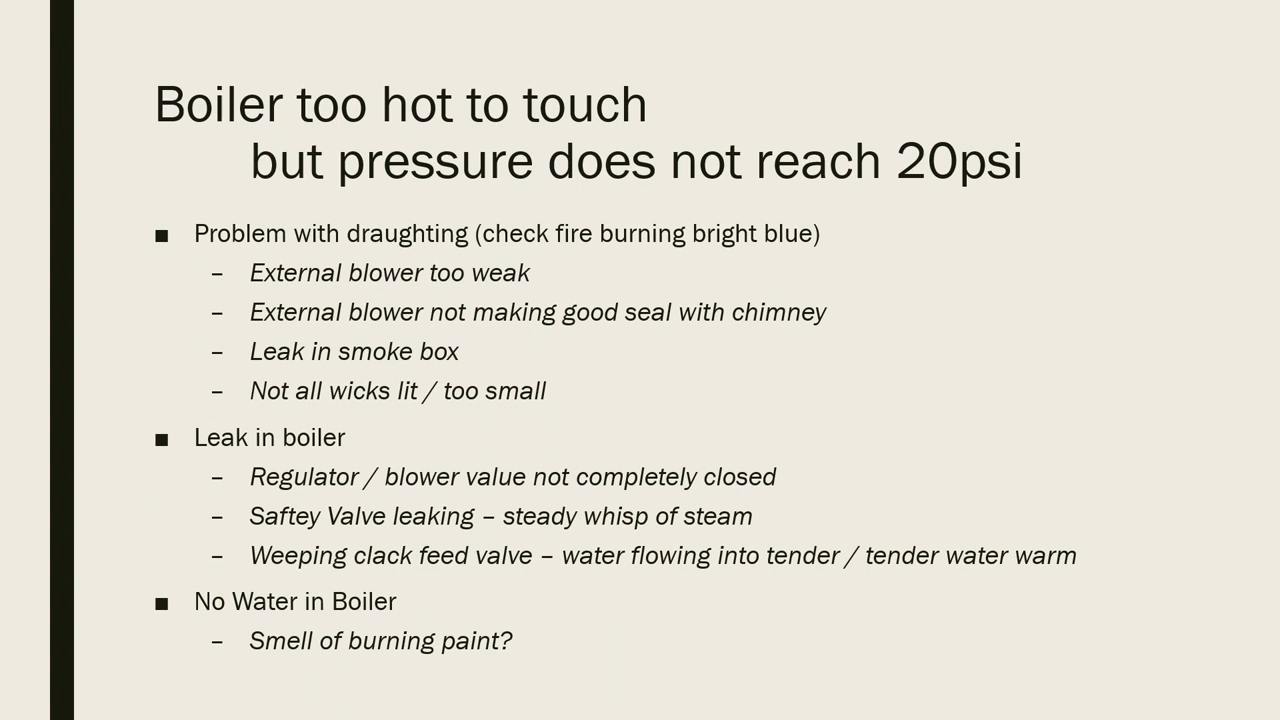 Boiler too hot to touch
but pressure does not reach 20psi
■ Problem with draughting (check fire burning bright blue)
– External blower too weak
– External blower not making good seal with chimney
– Leak in smoke box
– Not all wicks lit / too small
■ Leak in boiler
– Regulator / blower value not completely closed
– Saftey Valve leaking – steady whisp of steam
– Weeping clack feed valve – water flowing into tender / tender water warm
■ No Water in Boiler
– Smell of burning paint?